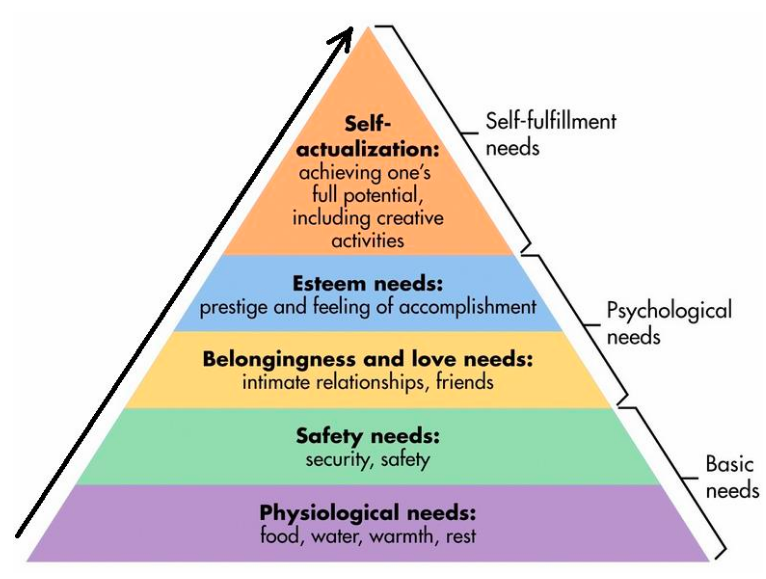 Self-
actualization:
achieving one's
full potential,
including creative
activities
Self-fulfillment
needs
Esteem needs:
prestige and feeling of accomplishment
Psychological
needs
Belongingness and love needs:
intimate relationships, friends
Safety needs:
security, safety
Basic
needs
Physiological needs:
food, water, warmth, rest